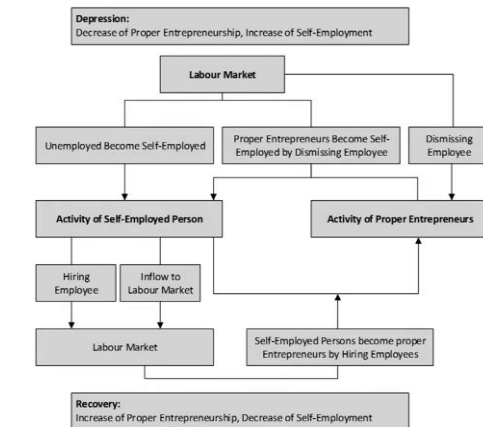 Depression:
Decrease of Proper Entrepreneurship, Increase of Self-Employment
Labour Market
Unemployed Become Self-Employed
Proper Entrepreneurs Become Self-
Employed by Dismissing Employee
Dismissing
Employee
Activity of Self-Employed Person
Activity of Proper Entrepreneurs
Hiring
Employee
Inflow to
Labour Market
Labour Market
Self-Employed Persons become proper
Entrepreneurs by Hiring Employees
Recovery:
Increase of Proper Entrepreneurship, Decrease of Self-Employment